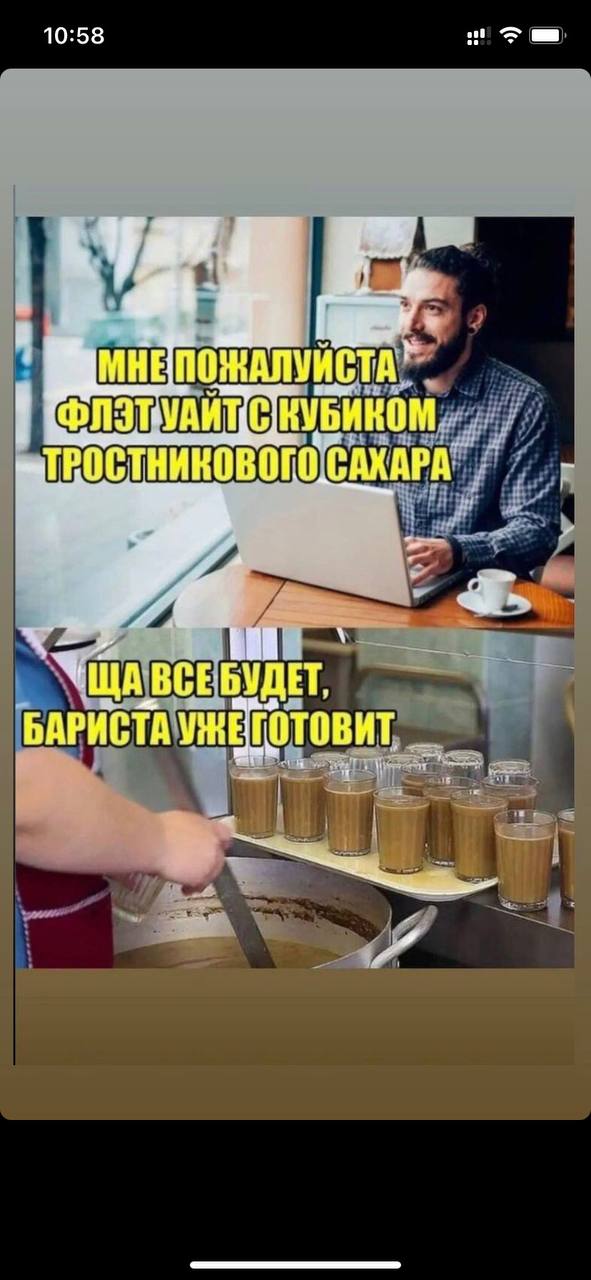 10:58
МНЕ ПОЖАЛУЙСТА
ФЛЭТ УАЙТ С КУБИКОМ
ТРОСТНИКОВОГО САХАРА
ЩА ВСЕ БУДЕТ,
БАРИСТА УЖЕ ГОТОВИТ